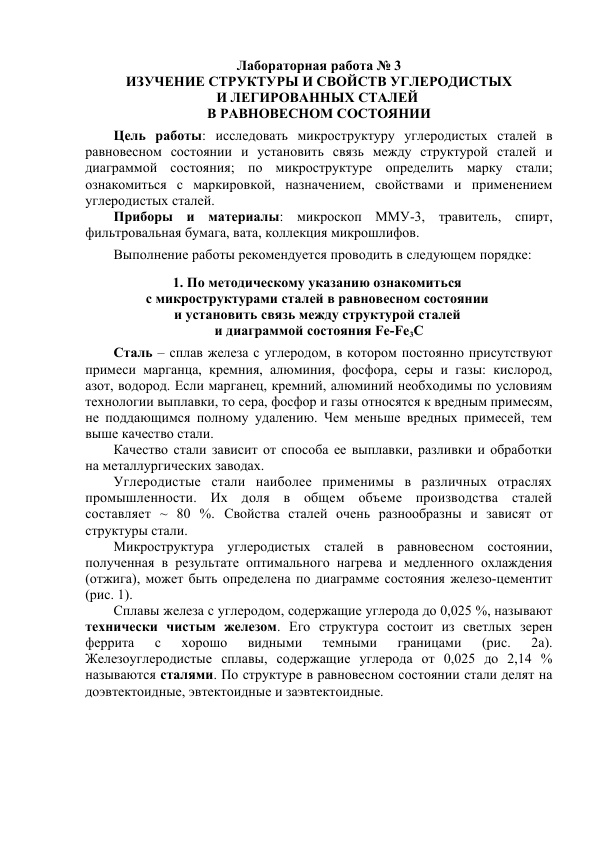 Лабораторная работа № 3
ИЗУЧЕНИЕ СТРУКТУРЫ И СВОЙСТВ УГЛЕРОДИСТЫХ
И ЛЕГИРОВАННЫХ СТАЛЕЙ
В РАВНОВЕСНОМ СОСТОЯНИИ
Цель работы: исследовать микроструктуру углеродистых сталей в
равновесном состоянии и установить связь между структурой сталей и
диаграммой состояния; по микроструктуре определить марку стали;
ознакомиться с маркировкой, назначением, свойствами и применением
углеродистых сталей.
Приборы и материалы: микроскоп ММУ-3, травитель, спирт,
фильтровальная бумага, вата, коллекция микрошлифов.
Выполнение работы рекомендуется проводить в следующем порядке:
1. По методическому указанию ознакомиться
с микроструктурами сталей в равновесном состоянии
и установить связь между структурой сталей
и диаграммой состояния Fe-Fe₃C
Сталь – сплав железа с углеродом, в котором постоянно присутствуют
примеси марганца, кремния, алюминия, фосфора, серы и газы: кислород,
азот, водород. Если марганец, кремний, алюминий необходимы по условиям
технологии выплавки, то сера, фосфор и газы относятся к вредным примесям,
не поддающимся полному удалению. Чем меньше вредных примесей, тем
выше качество стали.
Качество стали зависит от способа ее выплавки, разливки и обработки
на металлургических заводах.
Углеродистые стали наиболее применимы в различных отраслях
промышленности. Их доля в общем объеме производства сталей
составляет ~ 80 %. Свойства сталей очень разнообразны и зависят от
структуры стали.
Микроструктура углеродистых сталей в равновесном состоянии,
полученная в результате оптимального нагрева и медленного охлаждения
(отжига), может быть определена по диаграмме состояния железо-цементит
(рис. 1).
Сплавы железа с углеродом, содержащие углерода до 0,025 %, называют
технически чистым железом. Его структура состоит из светлых зерен
феррита с хорошо видными темными границами (рис. 2а).
Железоуглеродистые сплавы, содержащие углерода от 0,025 до 2,14 %
называются сталями. По структуре в равновесном состоянии стали делят на
доэвтектоидные, эвтектоидные и заэвтектоидные.